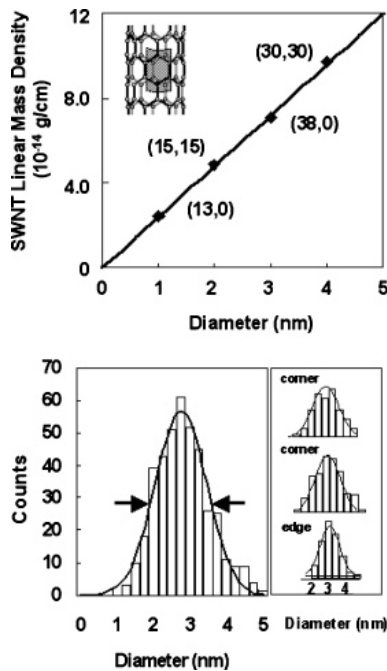 SWNT Linear Mass Density
(10⁻¹⁴ g/cm)
12.0
8.0
4.0
0
(30,30)
(15,15)
(38,0)
(13,0)
0 1 2 3 4 5
Diameter (nm)
Counts
70
60
50
40
30
20
10
0
0 1 2 3 4 5
Diameter (nm)
corner
corner
edge
2 3 4
Diameter (nm)